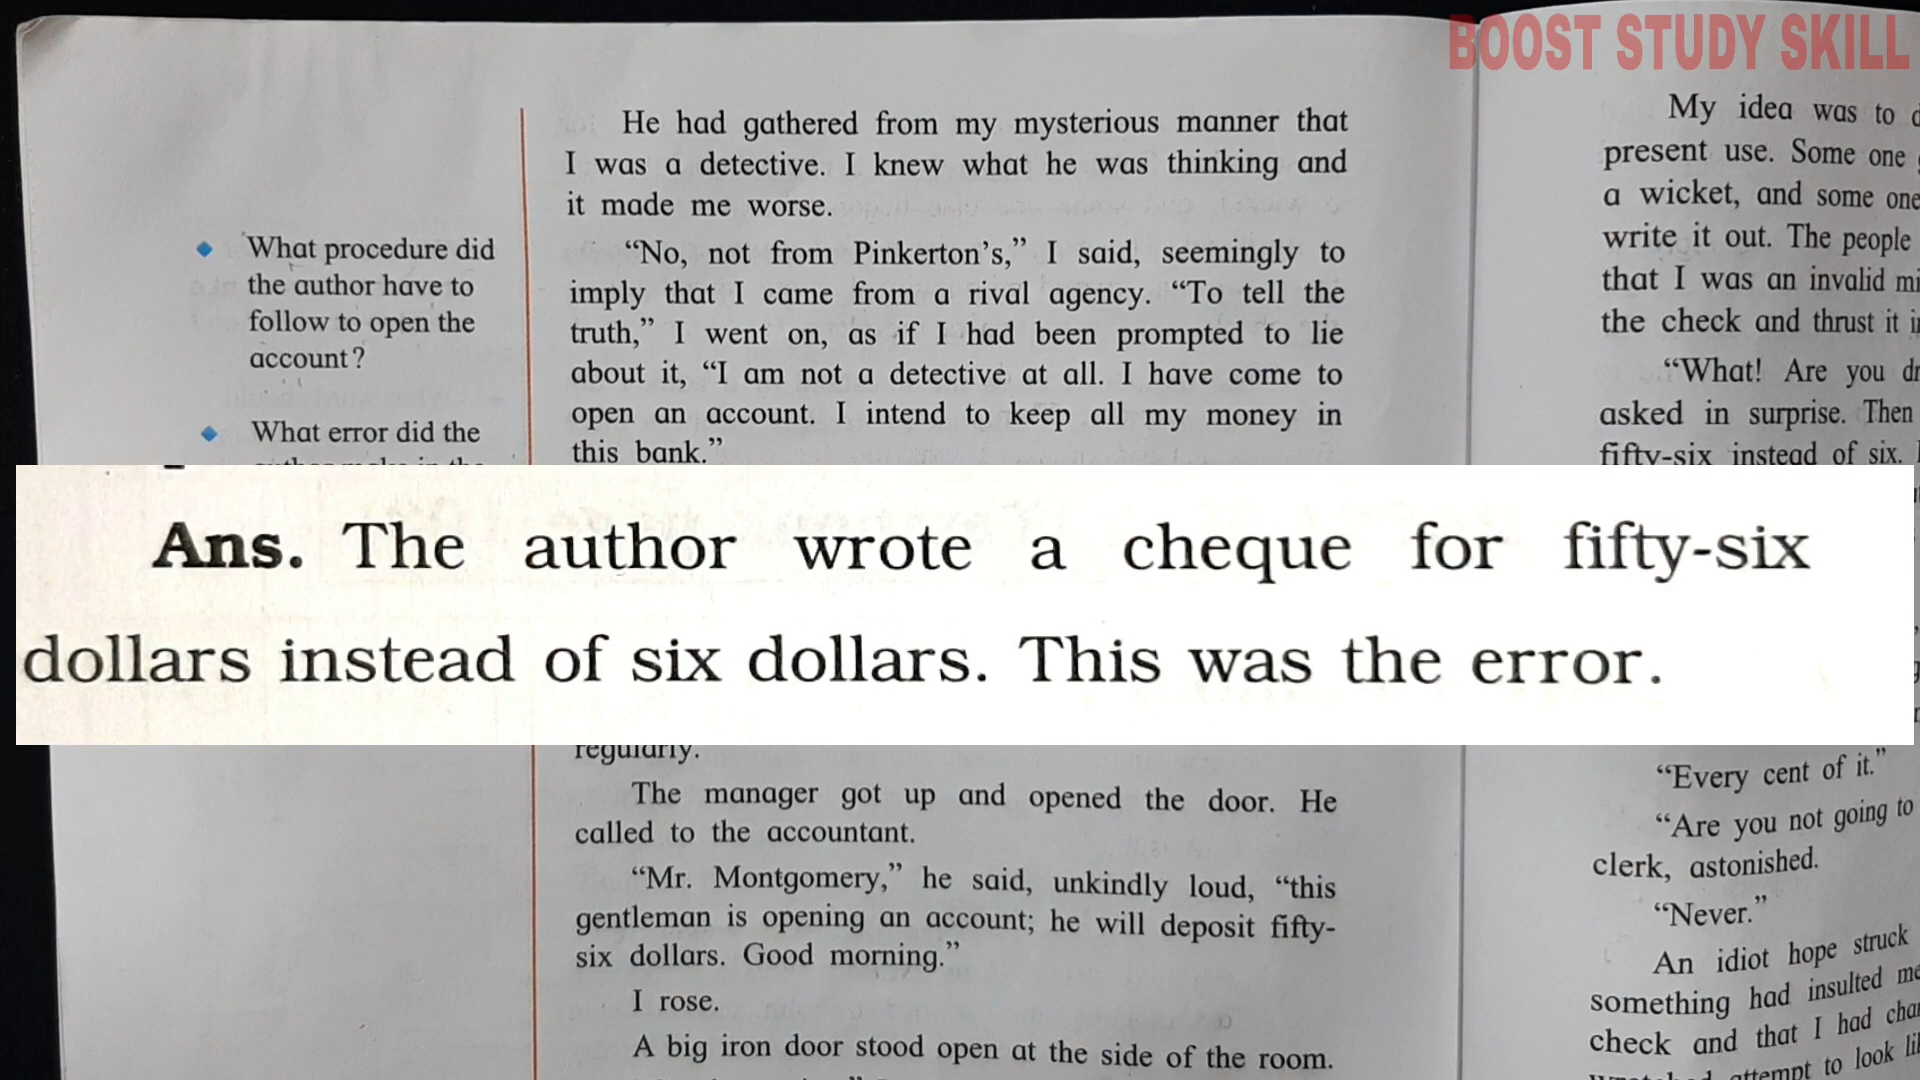 BOOST STUDY SKILL
What procedure did
the author have to
follow to open the
account?
What error did the
He had gathered from my mysterious manner that
I was a detective. I knew what he was thinking and
it made me worse.
“No, not from Pinkerton’s,” I said, seemingly to
imply that I came from a rival agency. “To tell the
truth,” I went on, as if I had been prompted to lie
about it, “I am not a detective at all. I have come to
open an account. I intend to keep all my money in
this bank.”
Ans. The author wrote a cheque for fifty-six
dollars instead of six dollars. This was the error.
regularly.
The manager got up and opened the door. He
called to the accountant.
“Mr. Montgomery,” he said, unkindly loud, “this
gentleman is opening an account; he will deposit fifty-
six dollars. Good morning.”
I rose.
A big iron door stood open at the side of the room.
My idea was to
present use. Some one
a wicket, and some one
write it out. The people
that I was an invalid
the check and thrust it
“What! Are you
asked in surprise. Then
fifty-six instead of six.
“Every cent of it.”
“Are you not going to
clerk, astonished.
“Never.”
An idiot hope struck
something had insulted
check and that I had
attempt to look